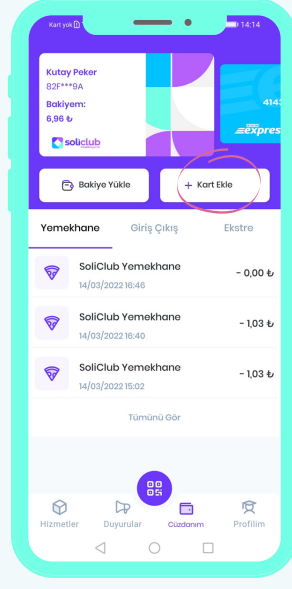 Kart yok
14:14
Kutay Peker
82F***9A
Bakiyem:
6,96 ₺
soliclub
4143
express
Bakiye Yükle
+ Kart Ekle
Yemekhane
Giriş Çıkış
Ekstre
SoliClub Yemekhane
- 0,00 ₺
14/03/2022 16:46
SoliClub Yemekhane
- 1,03 ₺
14/03/2022 16:40
SoliClub Yemekhane
- 1,03 ₺
14/03/2022 15:02
Tümünü Gör
Hizmetler
Duyurular
Cüzdanım
Profilim